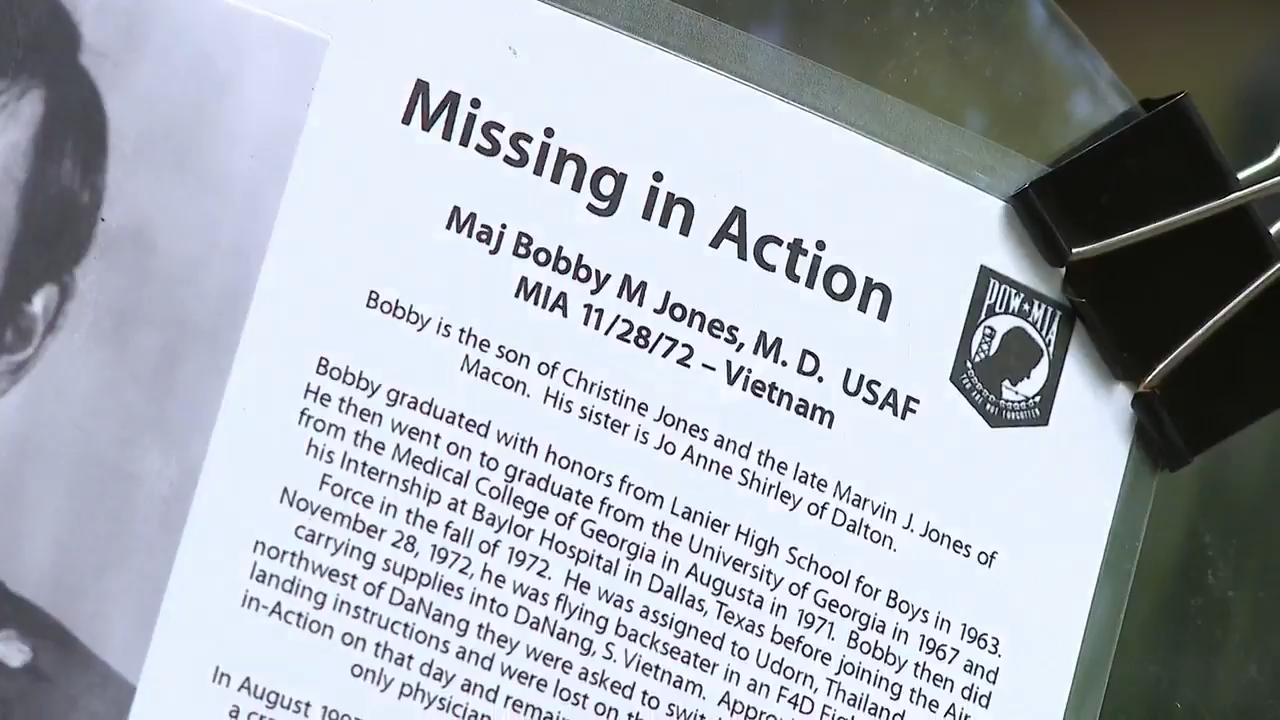 Missing in Action
Maj Bobby M Jones, M. D. USAF
MIA 11/28/72 – Vietnam
POW★MIA
YOU ARE NOT FORGOTTEN
Bobby is the son of Christine Jones and the late Marvin J. Jones of
Macon. His sister is Jo Anne Shirley of Dalton.
Bobby graduated with honors from Lanier High School for Boys in 1963.
He then went on to graduate from the University of Georgia in 1967 and
from the Medical College of Georgia in Augusta in 1971. Bobby then did
his Internship at Baylor Hospital in Dallas, Texas before joining the Air
Force in the fall of 1972. He was assigned to Udorn, Thailand
November 28, 1972, he was flying backseater in an F4D
carrying supplies into DaNang, S. Vietnam.
northwest of DaNang they were asked to
landing instructions and were lost on
in-Action on that day and
only physician
In August
a